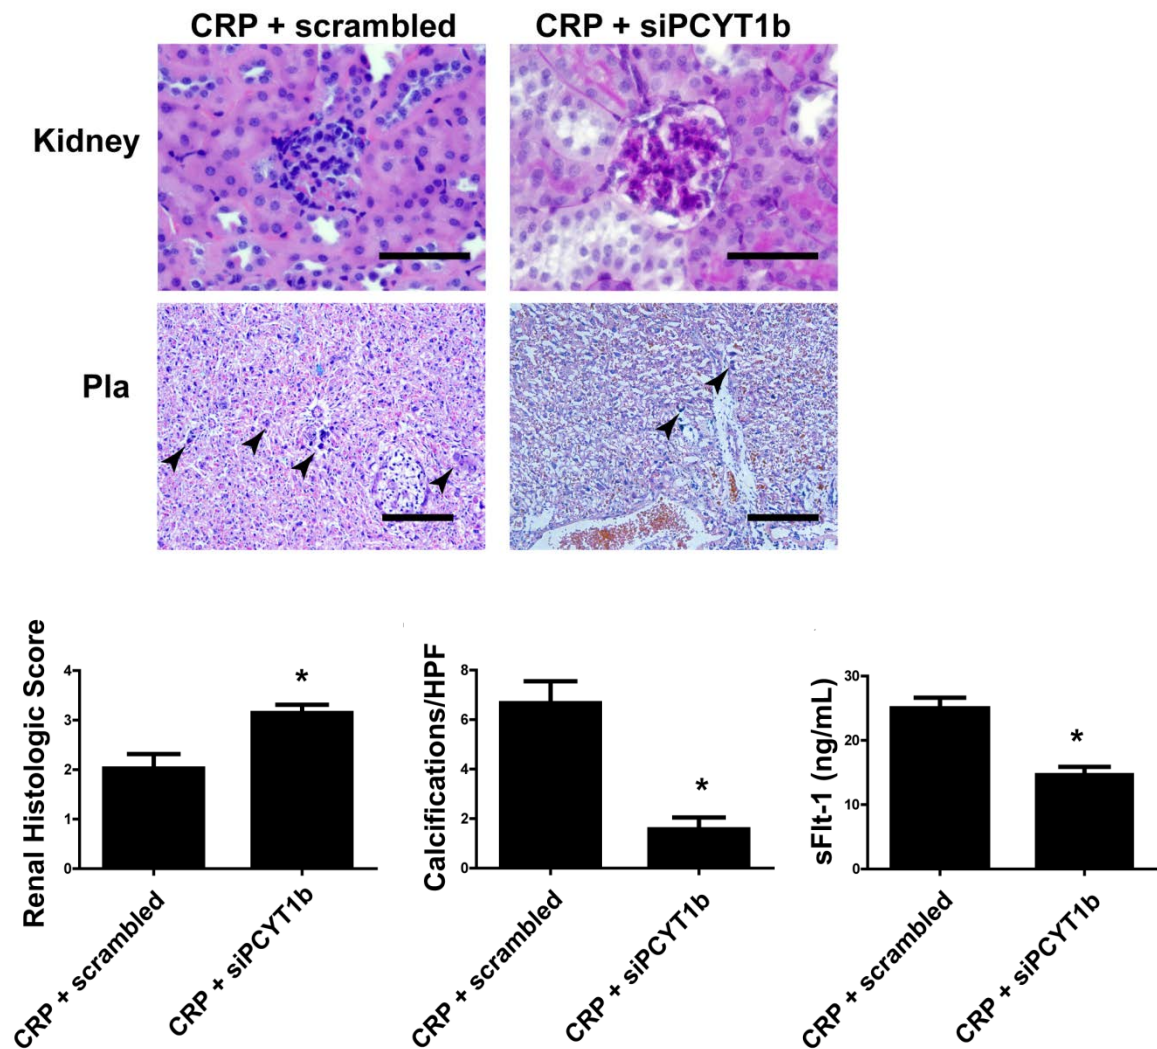 CRP + scrambled
CRP + siPCYT1b
Kidney
Pla
Renal Histologic Score
4
3
2
1
0
*
CRP + scrambled
CRP + siPCYT1b
Calcifications/HPF
8
6
4
2
0
*
CRP + scrambled
CRP + siPCYT1b
sFlt-1 (ng/mL)
30
20
10
0
*
CRP + scrambled
CRP + siPCYT1b